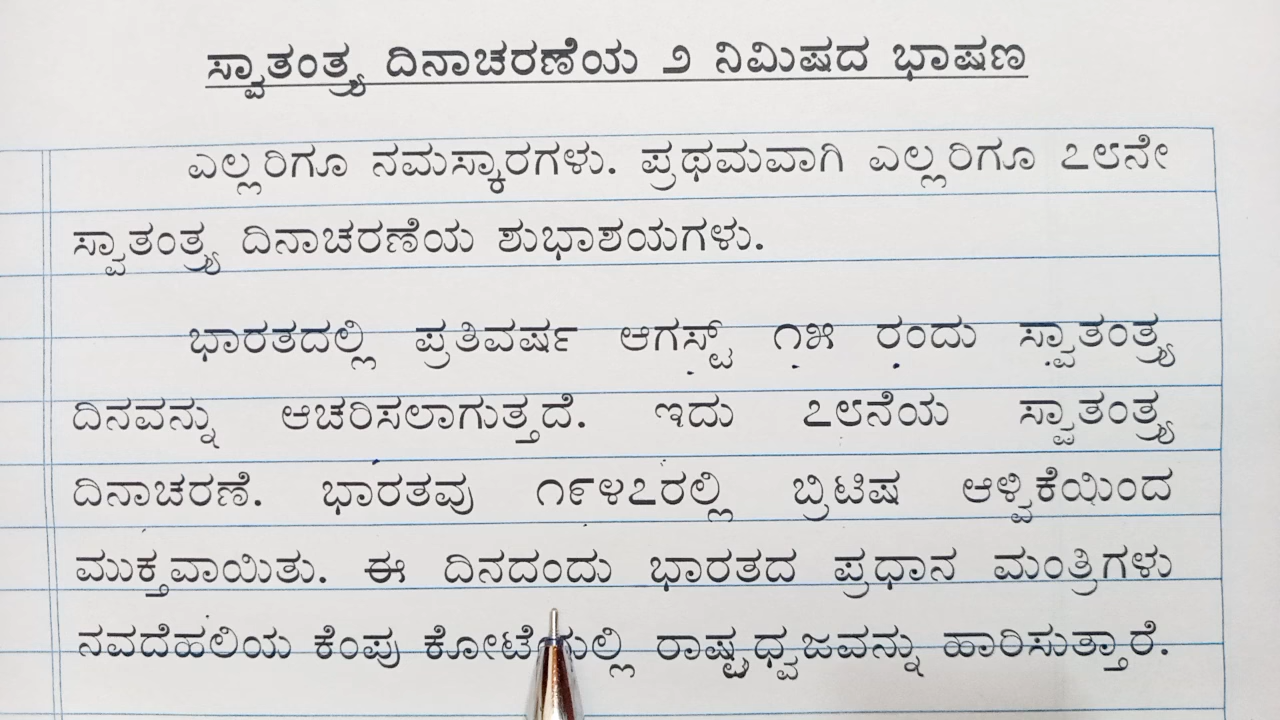 ಸ್ವಾತಂತ್ರ್ಯ ದಿನಾಚರಣೆಯ ೨ ನಿಮಿಷದ ಭಾಷಣ
ಎಲ್ಲರಿಗೂ ನಮಸ್ಕಾರಗಳು. ಪ್ರಥಮವಾಗಿ ಎಲ್ಲರಿಗೂ ೭೮ನೇ
ಸ್ವಾತಂತ್ರ್ಯ ದಿನಾಚರಣೆಯ ಶುಭಾಶಯಗಳು.
ಭಾರತದಲ್ಲಿ ಪ್ರತಿವರ್ಷ ಆಗಸ್ಟ್ ೧೫ ರಂದು ಸ್ವಾತಂತ್ರ್ಯ
ದಿನವನ್ನು ಆಚರಿಸಲಾಗುತ್ತದೆ. ಇದು ೭೮ನೆಯ ಸ್ವಾತಂತ್ರ್ಯ
ದಿನಾಚರಣೆ. ಭಾರತವು ೧೯೪೭ರಲ್ಲಿ ಬ್ರಿಟಿಷ ಆಳ್ವಿಕೆಯಿಂದ
ಮುಕ್ತವಾಯಿತು. ಈ ದಿನದಂದು ಭಾರತದ ಪ್ರಧಾನ ಮಂತ್ರಿಗಳು
ನವದೆಹಲಿಯ ಕೆಂಪು ಕೋಟೆಯಲ್ಲಿ ರಾಷ್ಟ್ರಧ್ವಜವನ್ನು ಹಾರಿಸುತ್ತಾರೆ.